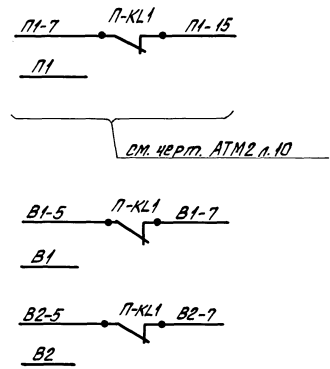 П1-7 П-KL1 П1-15
П1
см. черт. АТМ2 л.10
В1-5 П-KL1 В1-7
В1
В2-5 П-KL1 В2-7
В2